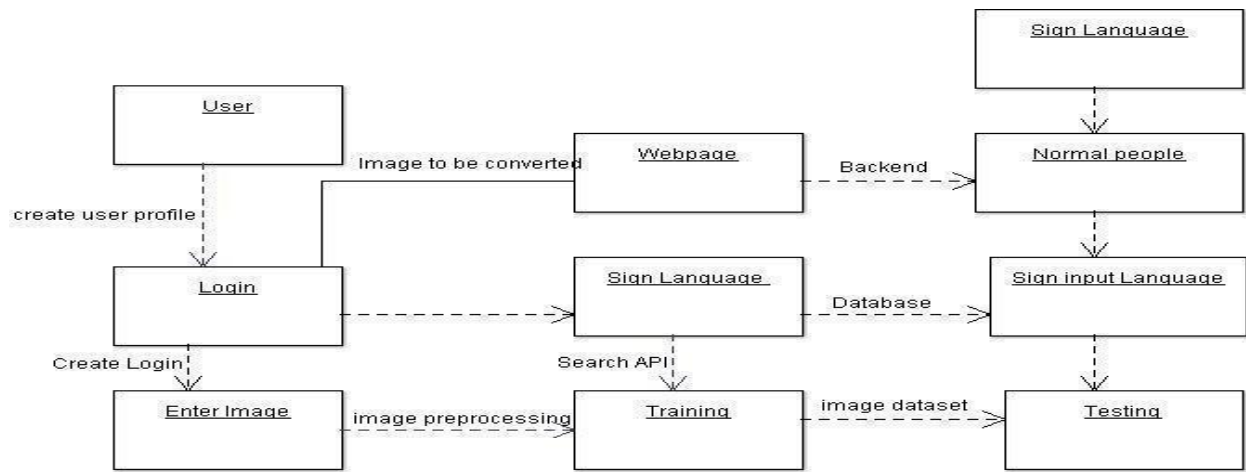 Sign Language
User
Image to be converted
Webpage
Backend
Normal people
create user profile
Login
Sign Language
Database
Sign input Language
Create Login
Search API
Enter Image
image preprocessing
Training
image dataset
Testing